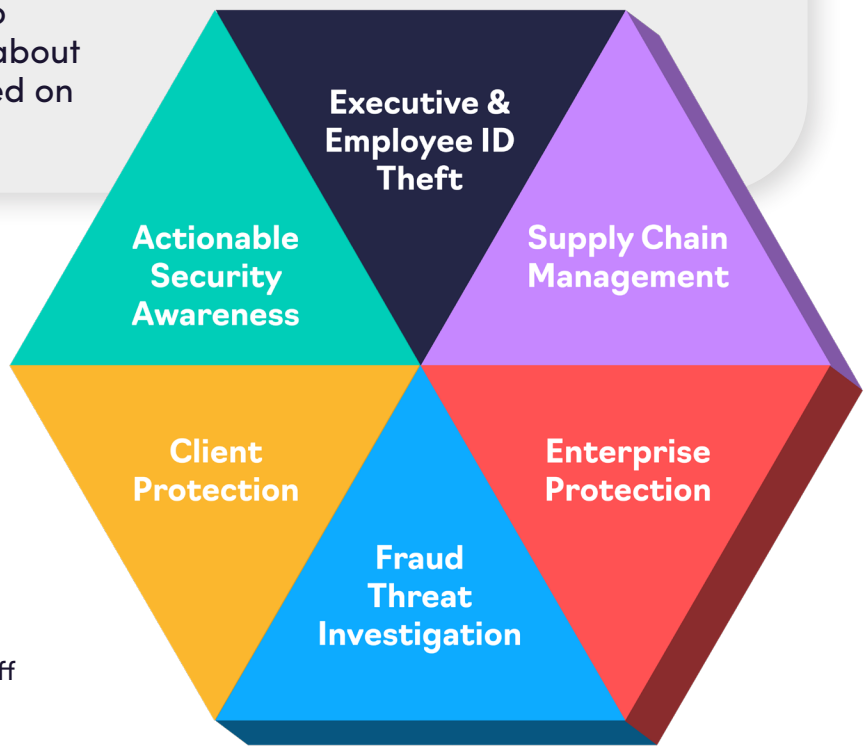 about
ed on
Executive &
Employee ID
Theft
Actionable
Security
Awareness
Supply Chain
Management
Client
Protection
Enterprise
Protection
Fraud
Threat
Investigation
ff